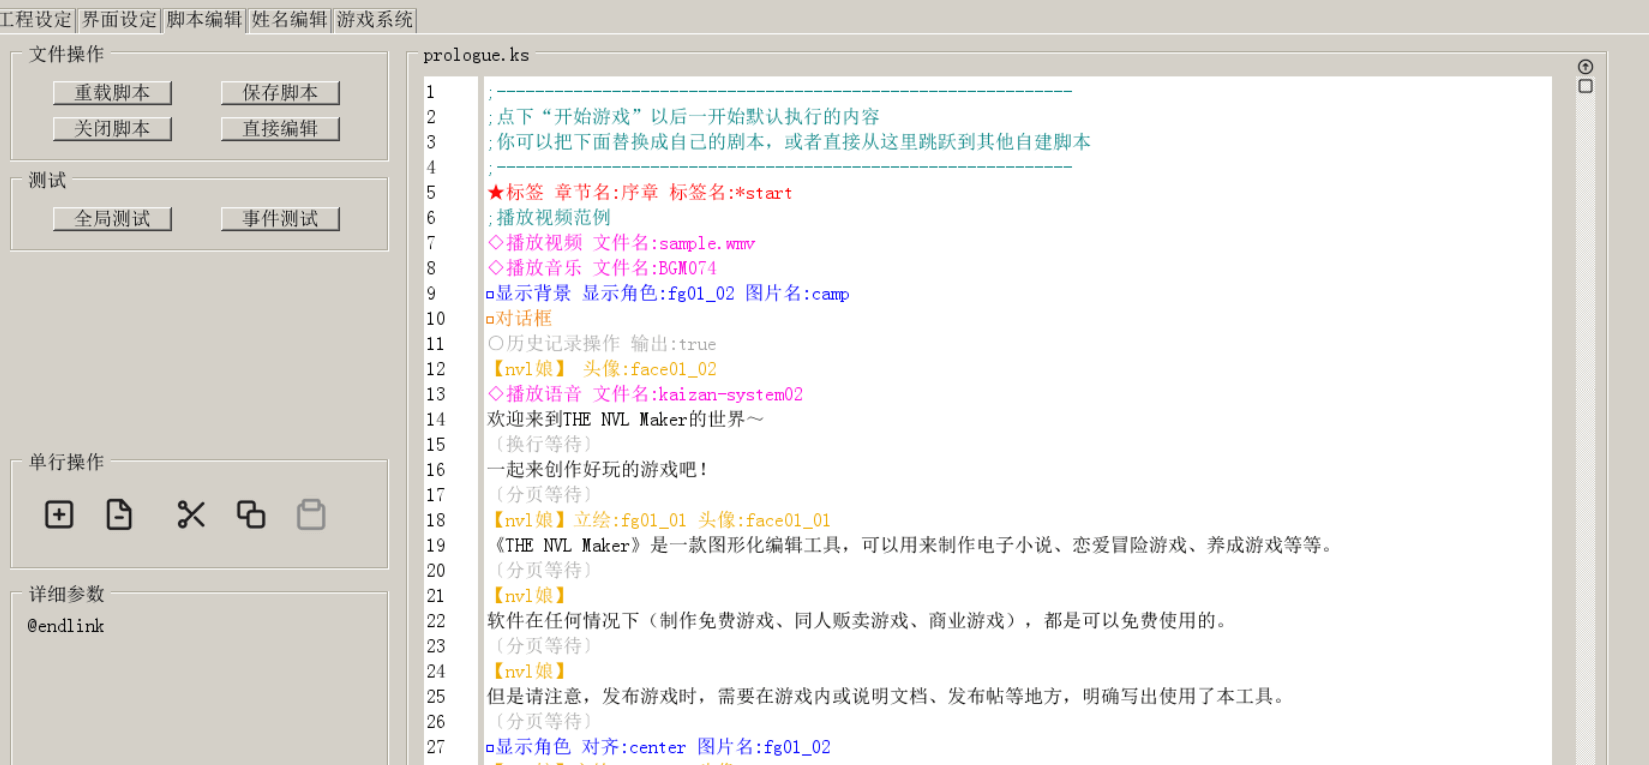 工程设定 界面设定 脚本编辑 姓名编辑 游戏系统
文件操作
重载脚本 保存脚本
关闭脚本 直接编辑
测试
全局测试 事件测试
单行操作
详细参数
@endlink
prologue.ks
1 ;------------------------------------------------------------
2 ;点下“开始游戏”以后一开始默认执行的内容
3 ;你可以把下面替换成自己的剧本，或者直接从这里跳跃到其他自建脚本
4 ;------------------------------------------------------------
5 ★标签 章节名:序章 标签名:*start
6 ;播放视频范例
7 ◇播放视频 文件名:sample.wmv
8 ◇播放音乐 文件名:BGM074
9 □显示背景 显示角色:fg01_02 图片名:camp
10 □对话框
11 ○历史记录操作 输出:true
12 【nvl娘】 头像:face01_02
13 ◇播放语音 文件名:kaizan-system02
14 欢迎来到THE NVL Maker的世界～
15 〔换行等待〕
16 一起来创作好玩的游戏吧！
17 〔分页等待〕
18 【nvl娘】立绘:fg01_01 头像:face01_01
19 《THE NVL Maker》是一款图形化编辑工具，可以用来制作电子小说、恋爱冒险游戏、养成游戏等等。
20 〔分页等待〕
21 【nvl娘】
22 软件在任何情况下（制作免费游戏、同人贩卖游戏、商业游戏），都是可以免费使用的。
23 〔分页等待〕
24 【nvl娘】
25 但是请注意，发布游戏时，需要在游戏内或说明文档、发布帖等地方，明确写出使用了本工具。
26 〔分页等待〕
27 □显示角色 对齐:center 图片名:fg01_02